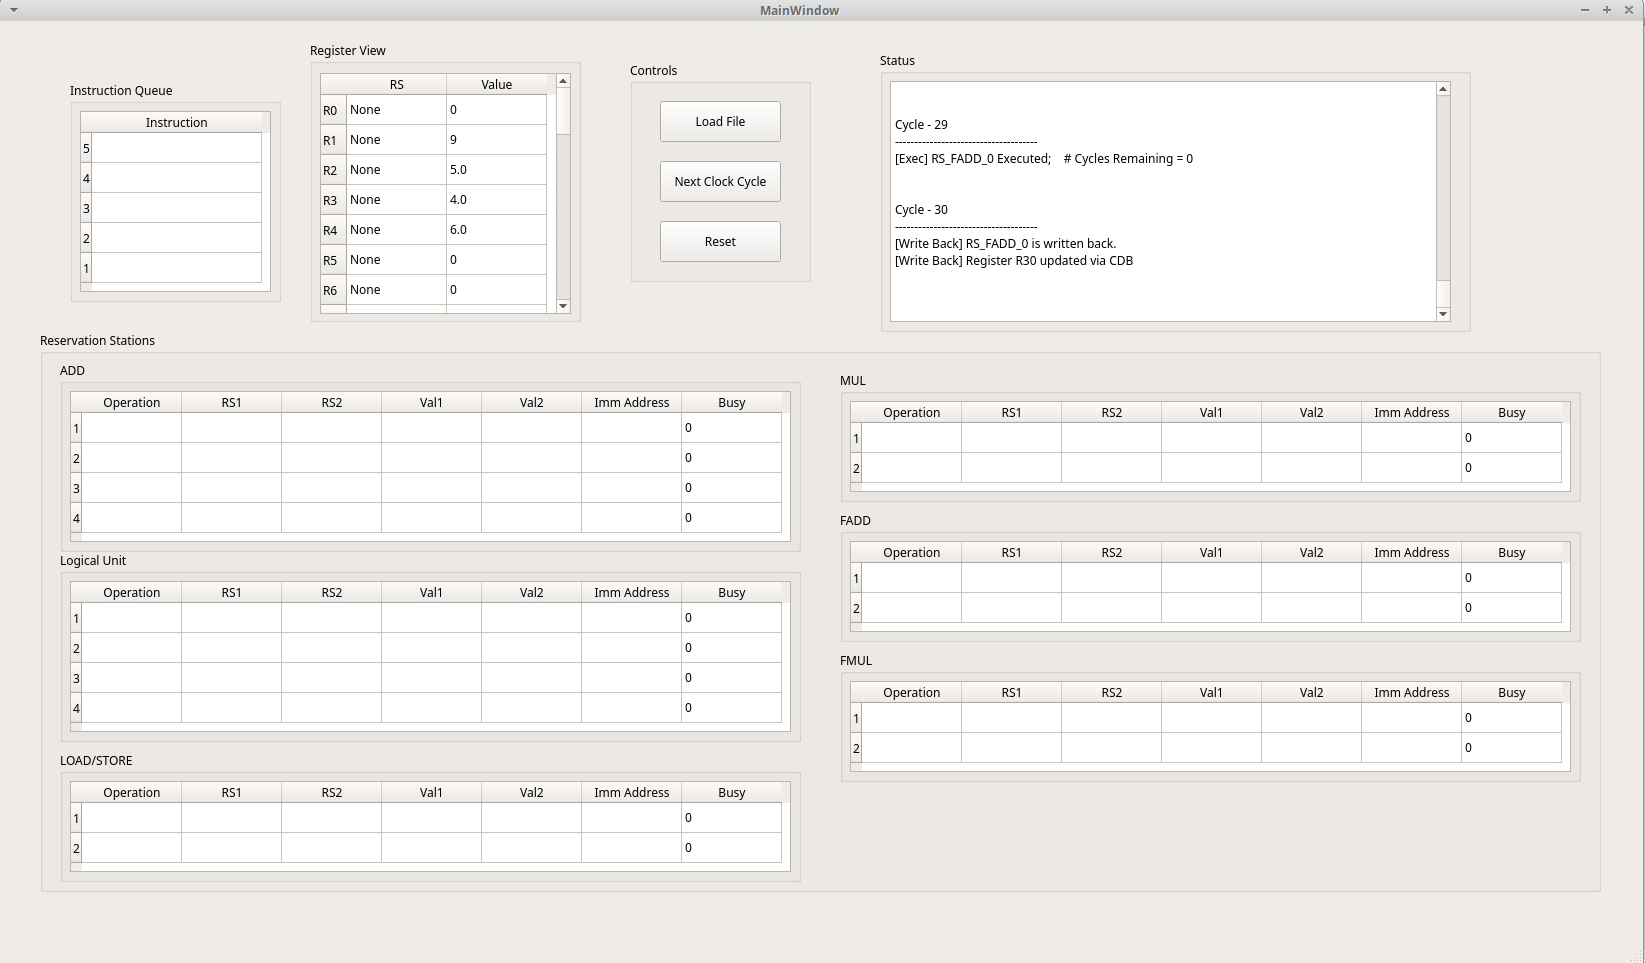 MainWindow
Instruction Queue
Instruction
5
4
3
2
1
Register View
RS Value
R0 None 0
R1 None 9
R2 None 5.0
R3 None 4.0
R4 None 6.0
R5 None 0
R6 None 0
Controls
Load File
Next Clock Cycle
Reset
Status
Cycle - 29
------------------------------------
[Exec] RS_FADD_0 Executed; # Cycles Remaining = 0
Cycle - 30
------------------------------------
[Write Back] RS_FADD_0 is written back.
[Write Back] Register R30 updated via CDB
Reservation Stations
ADD
Operation RS1 RS2 Val1 Val2 Imm Address Busy
1 0
2 0
3 0
4 0
Logical Unit
Operation RS1 RS2 Val1 Val2 Imm Address Busy
1 0
2 0
3 0
4 0
LOAD/STORE
Operation RS1 RS2 Val1 Val2 Imm Address Busy
1 0
2 0
MUL
Operation RS1 RS2 Val1 Val2 Imm Address Busy
1 0
2 0
FADD
Operation RS1 RS2 Val1 Val2 Imm Address Busy
1 0
2 0
FMUL
Operation RS1 RS2 Val1 Val2 Imm Address Busy
1 0
2 0